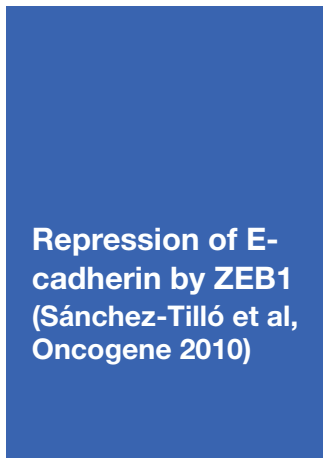 Repression of E-
cadherin by ZEB1
(Sánchez-Tilló et al,
Oncogene 2010)